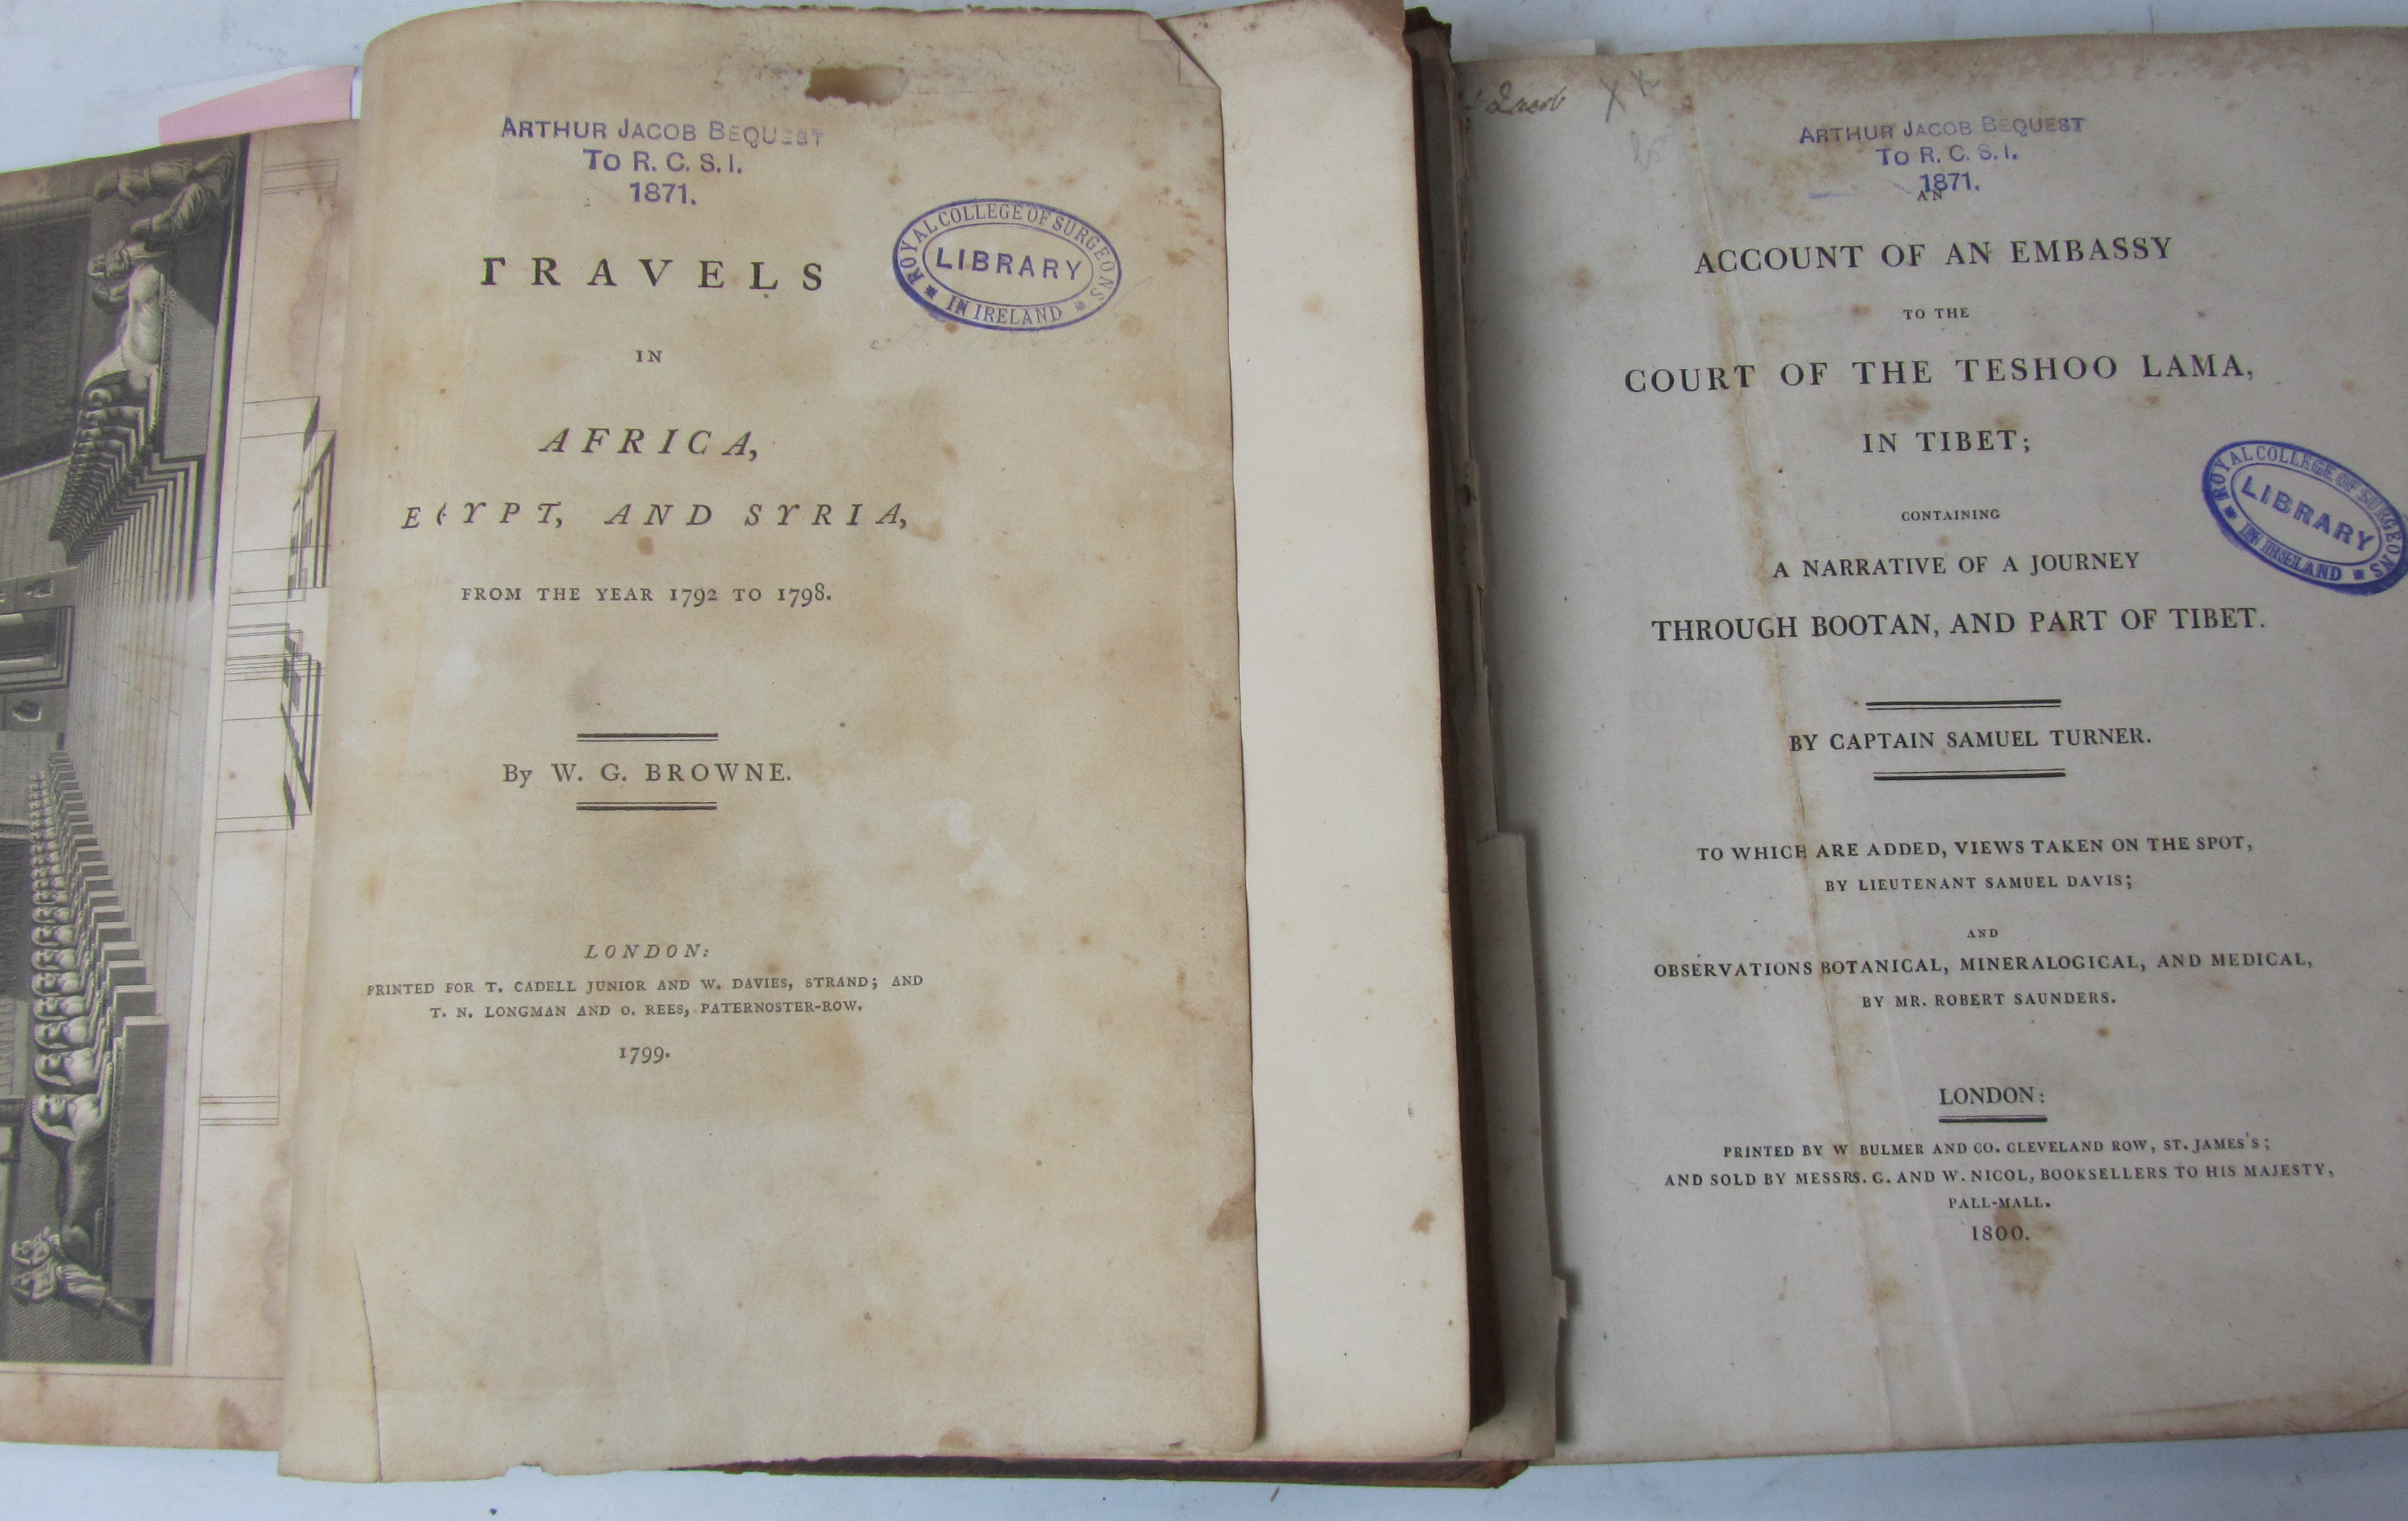 ARTHUR JACOB BEQUEST
TO R. C. S. I.
1871.
ROYAL COLLEGE OF SURGEONS
LIBRARY
IN IRELAND
TRAVELS
IN
AFRICA,
EGYPT, AND SYRIA,
FROM THE YEAR 1792 TO 1798.
By W. G. BROWNE.
LONDON:
PRINTED FOR T. CADELL JUNIOR AND W. DAVIES, STRAND; AND
T. N. LONGMAN AND O. REES, PATERNOSTER-ROW.
1799.
ARTHUR JACOB BEQUEST
TO R. C. S. I.
1871.
AN
ACCOUNT OF AN EMBASSY
TO THE
COURT OF THE TESHOO LAMA,
IN TIBET;
ROYAL COLLEGE OF SURGEONS
LIBRARY
IN IRELAND
CONTAINING
A NARRATIVE OF A JOURNEY
THROUGH BOOTAN, AND PART OF TIBET.
BY CAPTAIN SAMUEL TURNER.
TO WHICH ARE ADDED, VIEWS TAKEN ON THE SPOT,
BY LIEUTENANT SAMUEL DAVIS;
AND
OBSERVATIONS BOTANICAL, MINERALOGICAL, AND MEDICAL,
BY MR. ROBERT SAUNDERS.
LONDON:
PRINTED BY W BULMER AND CO. CLEVELAND ROW, ST. JAMES'S;
AND SOLD BY MESSRS. G. AND W. NICOL, BOOKSELLERS TO HIS MAJESTY,
PALL-MALL.
1800.